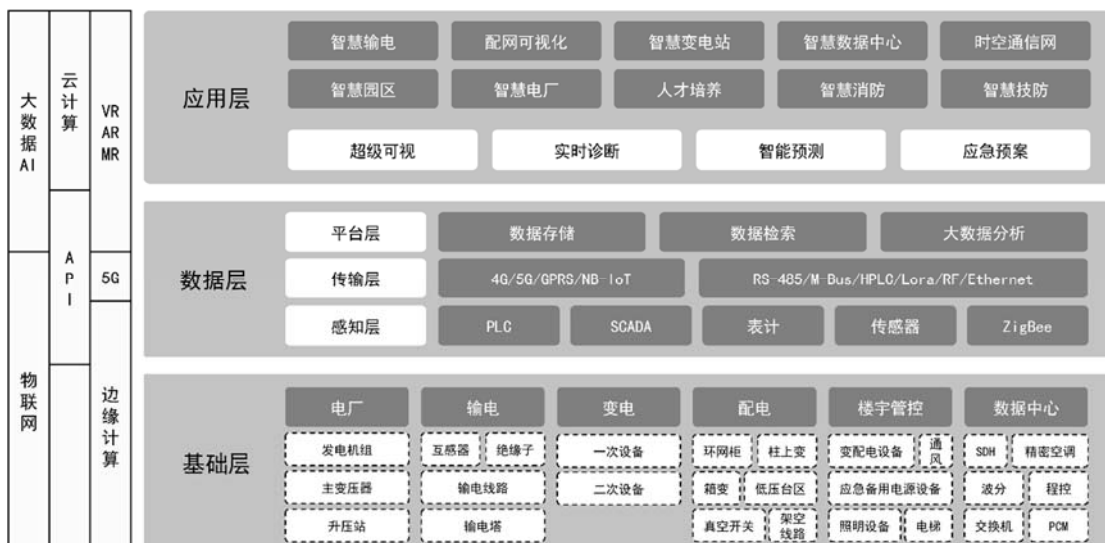 大数据AI
云计算
VR
AR
MR
API
5G
物联网
边缘计算
应用层
智慧输电 配网可视化 智慧变电站 智慧数据中心 时空通信网
智慧园区 智慧电厂 人才培养 智慧消防 智慧技防
超级可视 实时诊断 智能预测 应急预案
数据层
平台层 数据存储 数据检索 大数据分析
传输层 4G/5G/GPRS/NB-IoT RS-485/M-Bus/HPLC/Lora/RF/Ethernet
感知层 PLC SCADA 表计 传感器 ZigBee
基础层
电厂 输电 变电 配电 楼宇管控 数据中心
发电机组 互感器 绝缘子 一次设备 环网柜 柱上变 变配电设备 通风 SDH 精密空调
主变压器 输电线路 二次设备 箱变 低压台区 应急备用电源设备 波分 程控
升压站 输电塔 真空开关 架空线路 照明设备 电梯 交换机 PCM